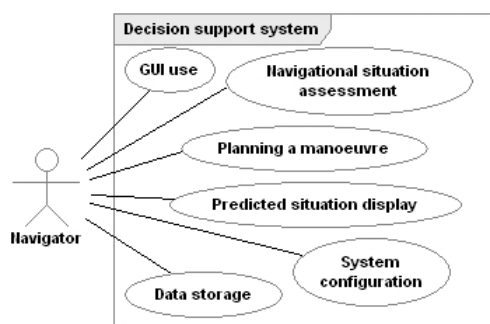 Decision support system
GUI use
Navigational situation
assessment
Planning a manoeuvre
Predicted situation display
Navigator
System
configuration
Data storage